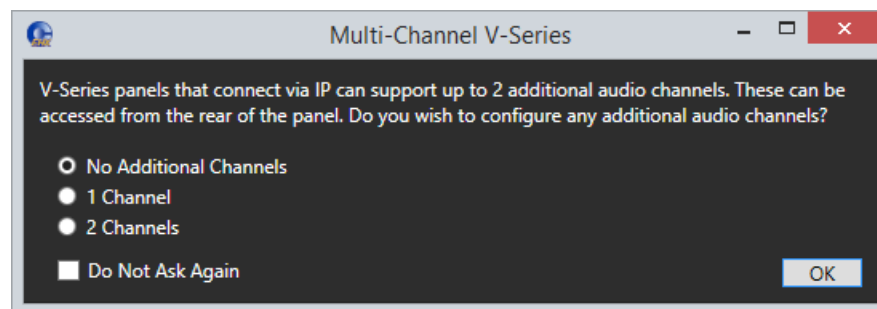 Multi-Channel V-Series
V-Series panels that connect via IP can support up to 2 additional audio channels. These can be
accessed from the rear of the panel. Do you wish to configure any additional audio channels?
No Additional Channels
1 Channel
2 Channels
Do Not Ask Again
OK